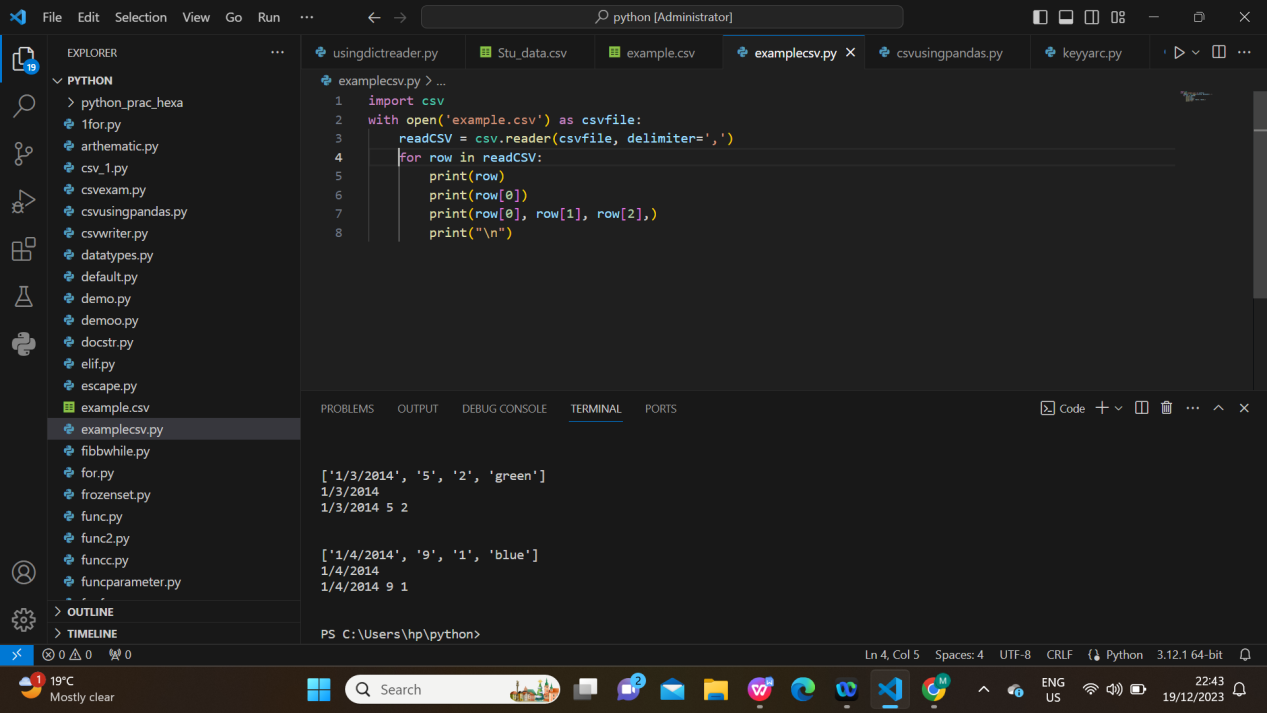 File Edit Selection View Go Run ···
python [Administrator]
EXPLORER ···
usingdictreader.py
Stu_data.csv
example.csv
examplecsv.py
csvusingpandas.py
keyyarc.py
19
PYTHON
python_prac_hexa
1for.py
arthematic.py
csv_1.py
csvexam.py
csvusingpandas.py
csvwriter.py
datatypes.py
default.py
demo.py
demoo.py
docstr.py
elif.py
escape.py
example.csv
examplecsv.py
fibbwhile.py
for.py
frozenset.py
func.py
func2.py
funcc.py
funcparameter.py
OUTLINE
TIMELINE
examplecsv.py > ...
1 import csv
2 with open('example.csv') as csvfile:
3     readCSV = csv.reader(csvfile, delimiter=',')
4     for row in readCSV:
5         print(row)
6         print(row[0])
7         print(row[0], row[1], row[2],)
8         print("\n")
PROBLEMS OUTPUT DEBUG CONSOLE TERMINAL PORTS
Code
['1/3/2014', '5', '2', 'green']
1/3/2014
1/3/2014 5 2
['1/4/2014', '9', '1', 'blue']
1/4/2014
1/4/2014 9 1
PS C:\Users\hp\python>
0 0 0
Ln 4, Col 5 Spaces: 4 UTF-8 CRLF Python 3.12.1 64-bit
1
19°C
Mostly clear
Search
2
M
ENG
US
22:43
19/12/2023